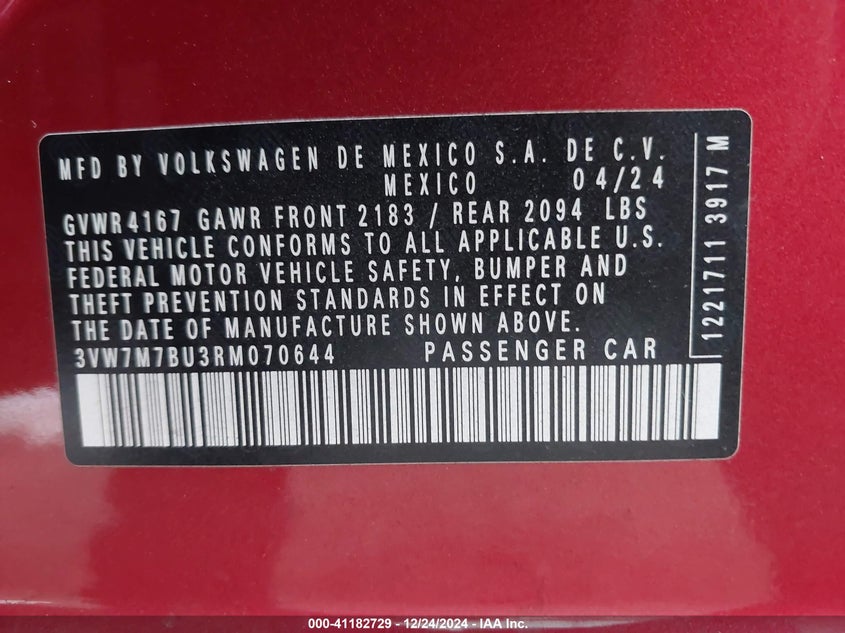 MFD BY VOLKSWAGEN DE MEXICO S.A. DE C.V.
MEXICO 04/24
GVWR 4167 GAWR FRONT 2183 / REAR 2094 LBS
THIS VEHICLE CONFORMS TO ALL APPLICABLE U.S.
FEDERAL MOTOR VEHICLE SAFETY, BUMPER AND
THEFT PREVENTION STANDARDS IN EFFECT ON
THE DATE OF MANUFACTURE SHOWN ABOVE.
3VW7M7BU3RM070644 PASSENGER CAR
1221711 3917 M
000-41182729 - 12/24/2024 - IAA Inc.